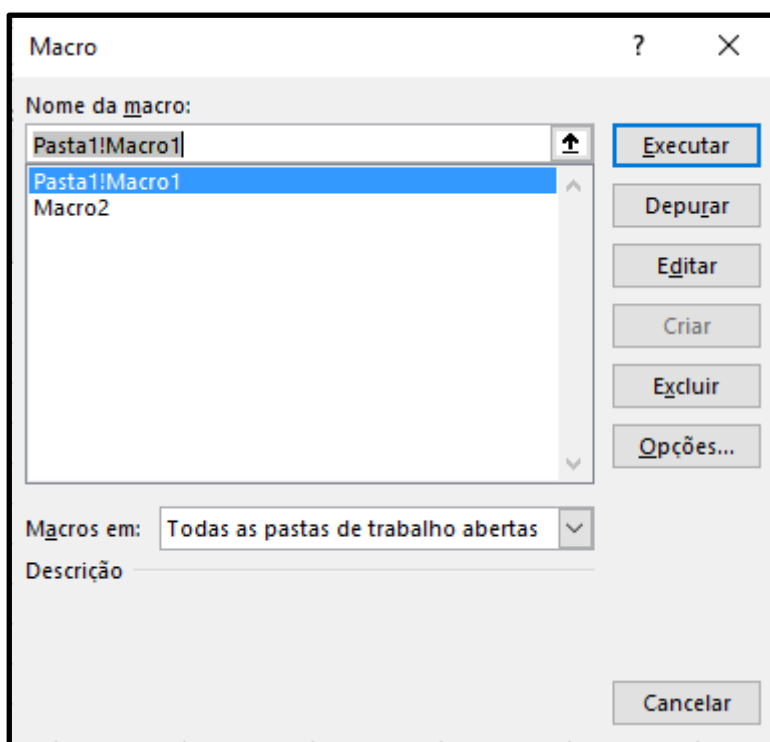 Macro
Nome da macro:
Pasta1!Macro1
Pasta1!Macro1
Macro2
Executar
Depurar
Editar
Criar
Excluir
Opções...
Macros em: Todas as pastas de trabalho abertas
Descrição
Cancelar